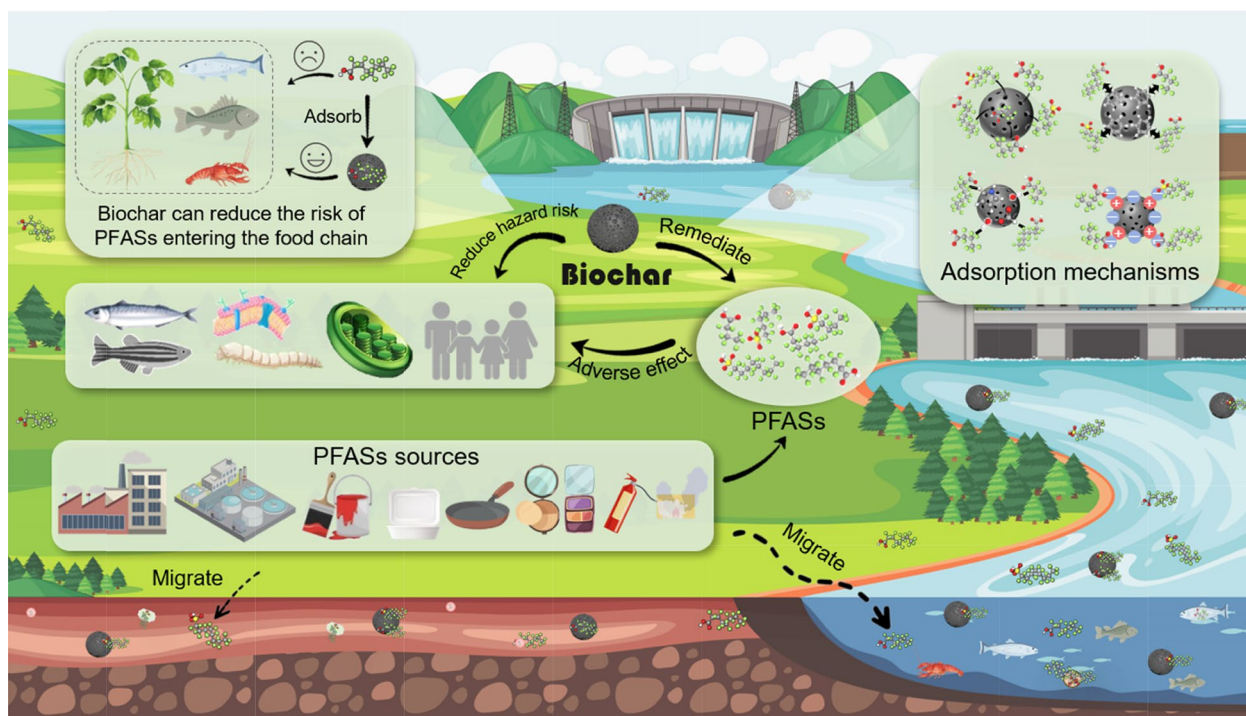 Adsorb
Biochar can reduce the risk of
PFASs entering the food chain
Adsorption mechanisms
Reduce hazard risk
Remediate
Biochar
Adverse effect
PFASs
PFASs sources
Migrate
Migrate